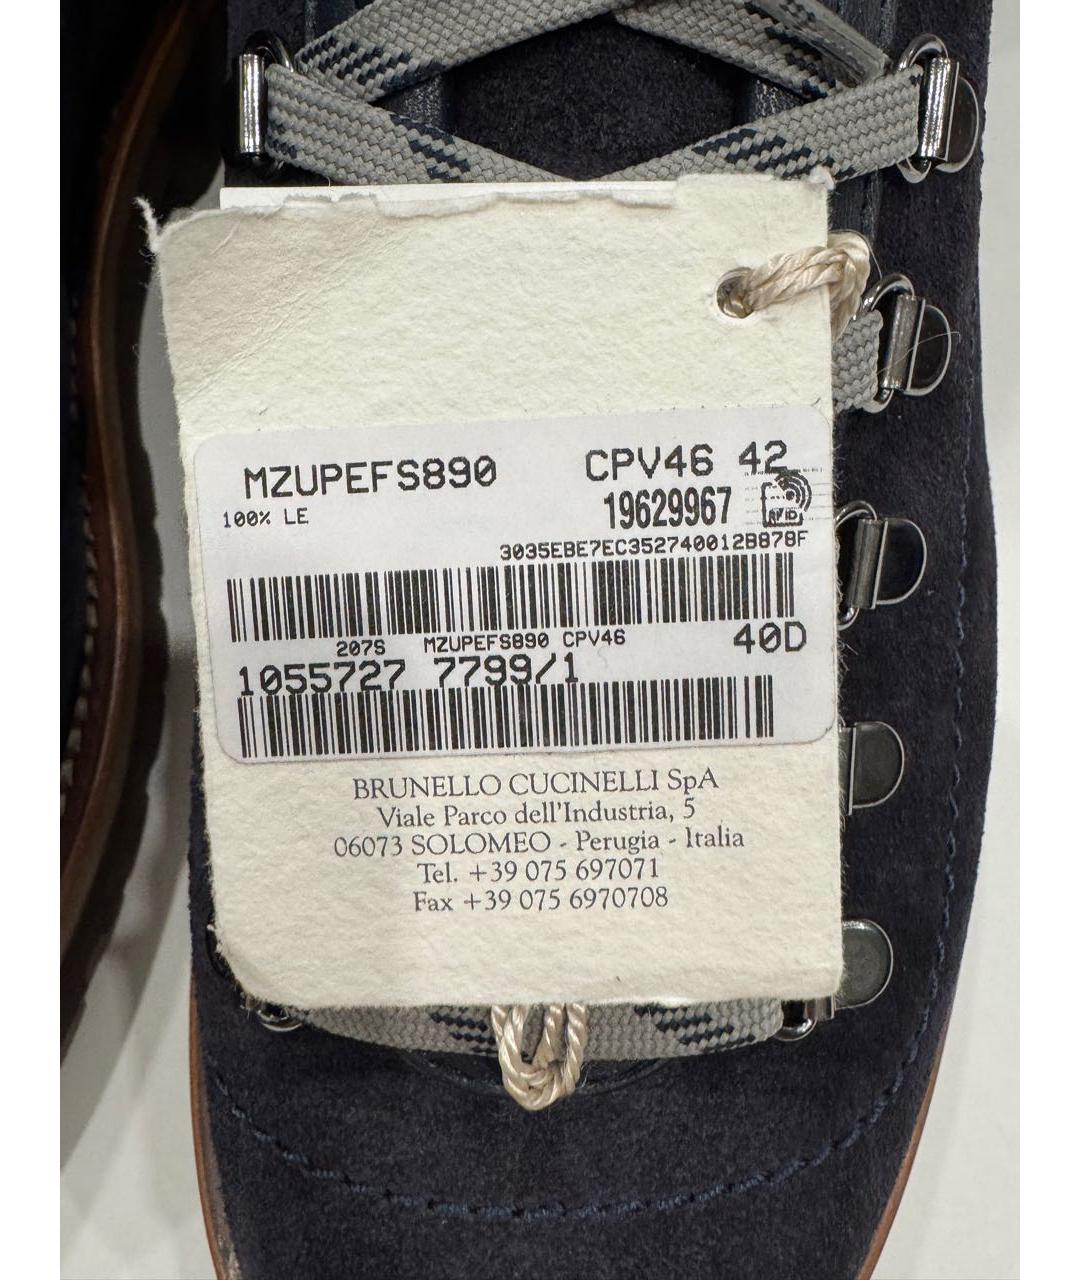 MZUPEFS890 CPV46 42
100% LE 19629967 RFID
3035EBE7EC352740012B878F
207S MZUPEFS890 CPV46 40D
1055727 7799/1
BRUNELLO CUCINELLI SpA
Viale Parco dell'Industria, 5
06073 SOLOMEO - Perugia - Italia
Tel. +39 075 697071
Fax +39 075 6970708